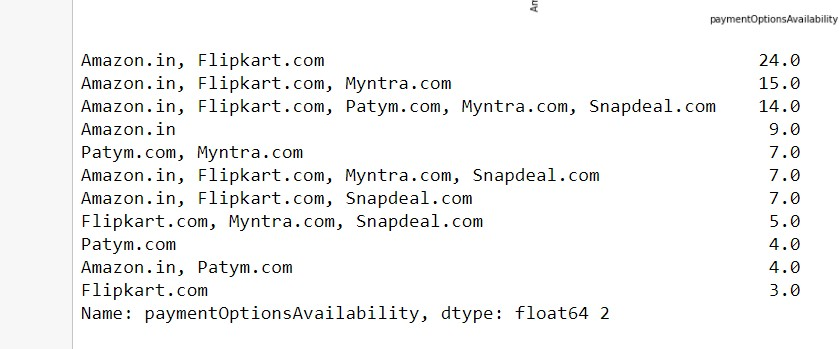 An
paymentOptionsAvailability
Amazon.in, Flipkart.com 24.0
Amazon.in, Flipkart.com, Myntra.com 15.0
Amazon.in, Flipkart.com, Patym.com, Myntra.com, Snapdeal.com 14.0
Amazon.in 9.0
Patym.com, Myntra.com 7.0
Amazon.in, Flipkart.com, Myntra.com, Snapdeal.com 7.0
Amazon.in, Flipkart.com, Snapdeal.com 7.0
Flipkart.com, Myntra.com, Snapdeal.com 5.0
Patym.com 4.0
Amazon.in, Patym.com 4.0
Flipkart.com 3.0
Name: paymentOptionsAvailability, dtype: float64 2